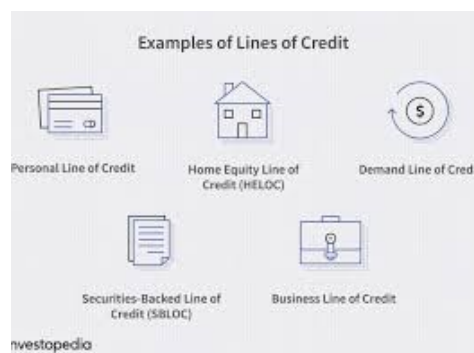 Examples of Lines of Credit
Personal Line of Credit
Home Equity Line of
Credit (HELOC)
Demand Line of Cred
Securities-Backed Line of
Credit (SBLOC)
Business Line of Credit
nvestopedia
$